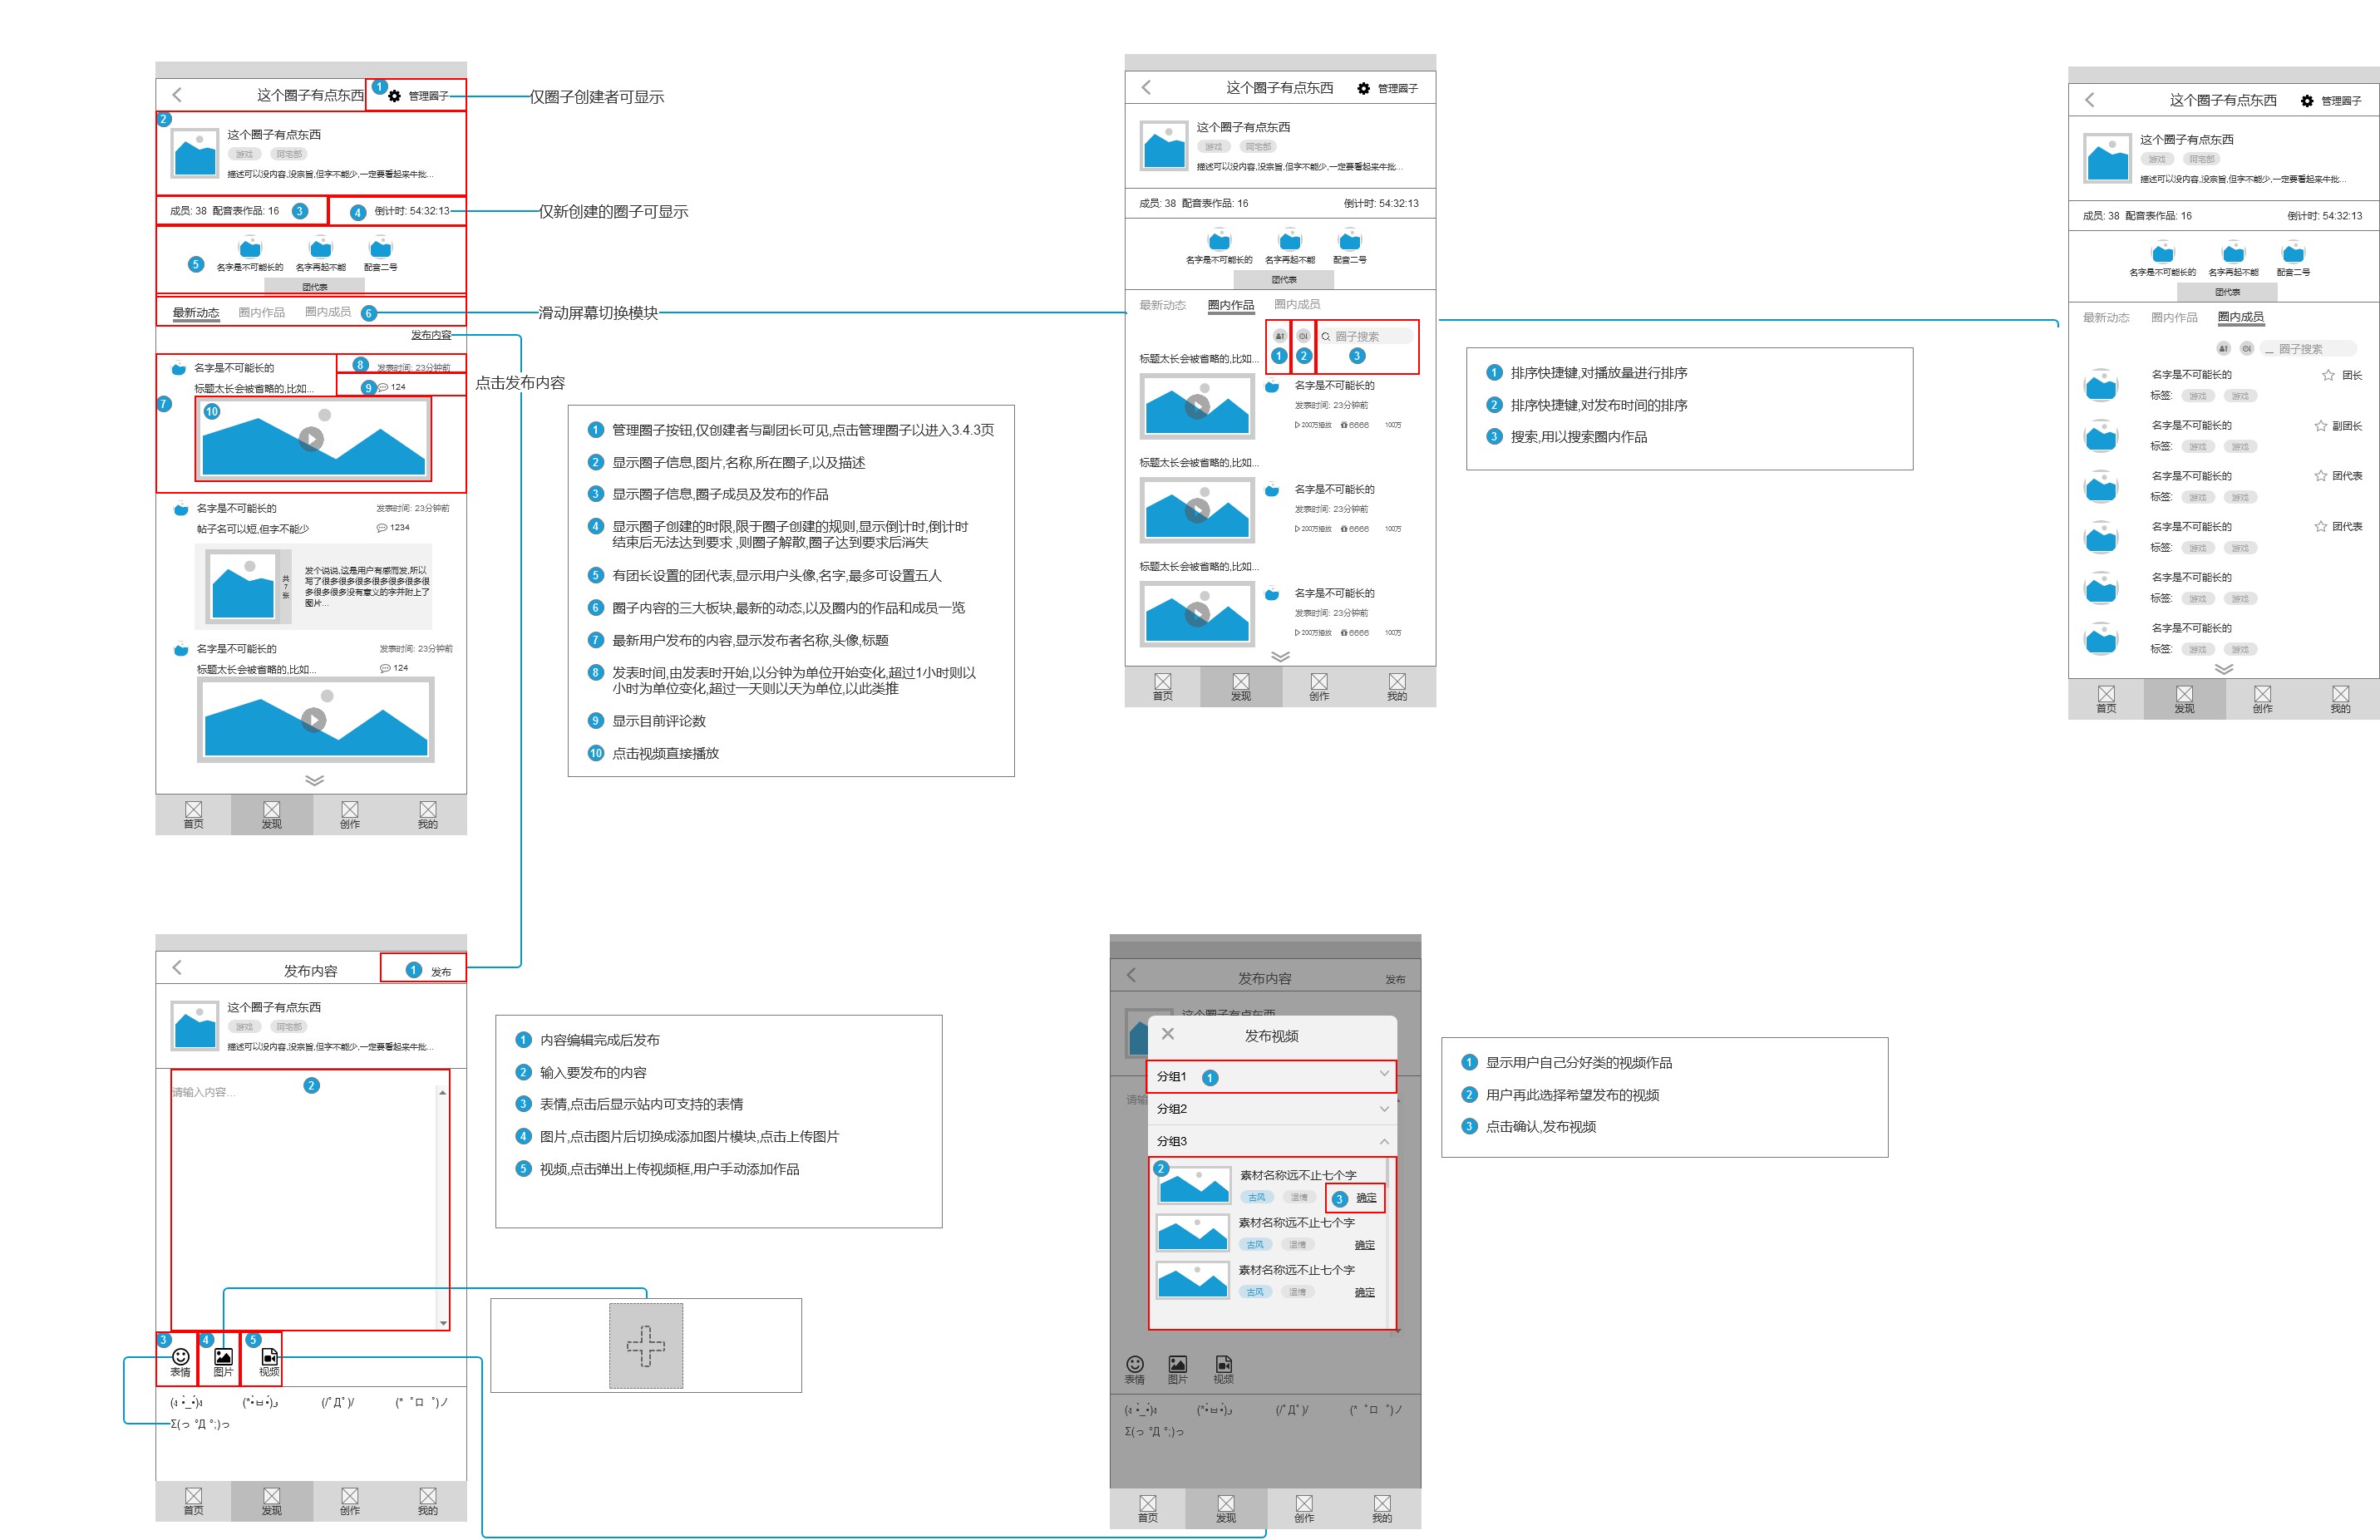 这个圈子有点东西
1
管理圈子
仅圈子创建者可显示
2
这个圈子有点东西
游戏
阿宅部
描述可以没内容,没宗旨,但字不能少,一定要看起来牛批...
成员: 38 配音表作品: 16
3
4
倒计时: 54:32:13
仅新创建的圈子可显示
5
名字是不可能长的
名字再起不能
配音二号
团代表
最新动态
圈内作品
圈内成员
6
滑动屏幕切换模块
发布内容
点击发布内容
7
名字是不可能长的
8
发表时间: 23分钟前
标题太长会被省略的,比如...
9
124
10
名字是不可能长的
发表时间: 23分钟前
帖子名可以短,但字不能少
1234
共7张
发个说说,这是用户有感而发,所以
写了很多很多很多很多很多很多很
多很多很多没有意义的字并附上了
图片...
名字是不可能长的
发表时间: 23分钟前
标题太长会被省略的,比如...
124
首页
发现
创作
我的
1 管理圈子按钮,仅创建者与副团长可见,点击管理圈子以进入3.4.3页
2 显示圈子信息,图片,名称,所在圈子,以及描述
3 显示圈子信息,圈子成员及发布的作品
4 显示圈子创建的时限,限于圈子创建的规则,显示倒计时,倒计时
结束后无法达到要求 ,则圈子解散,圈子达到要求后消失
5 有团长设置的团代表,显示用户头像,名字,最多可设置五人
6 圈子内容的三大板块,最新的动态,以及圈内的作品和成员一览
7 最新用户发布的内容,显示发布者名称,头像,标题
8 发表时间,由发表时开始,以分钟为单位开始变化,超过1小时则以
小时为单位变化,超过一天则以天为单位,以此类推
9 显示目前评论数
10 点击视频直接播放
这个圈子有点东西
管理圈子
这个圈子有点东西
游戏
阿宅部
描述可以没内容,没宗旨,但字不能少,一定要看起来牛批...
成员: 38 配音表作品: 16
倒计时: 54:32:13
名字是不可能长的
名字再起不能
配音二号
团代表
最新动态
圈内作品
圈内成员
圈子搜索
1
2
3
标题太长会被省略的,比如...
名字是不可能长的
发表时间: 23分钟前
200万播放
6666
100万
标题太长会被省略的,比如...
名字是不可能长的
发表时间: 23分钟前
200万播放
6666
100万
标题太长会被省略的,比如...
名字是不可能长的
发表时间: 23分钟前
200万播放
6666
100万
首页
发现
创作
我的
1 排序快捷键,对播放量进行排序
2 排序快捷键,对发布时间的排序
3 搜索,用以搜索圈内作品
这个圈子有点东西
管理圈子
这个圈子有点东西
游戏
阿宅部
描述可以没内容,没宗旨,但字不能少,一定要看起来牛批...
成员: 38 配音表作品: 16
倒计时: 54:32:13
名字是不可能长的
名字再起不能
配音二号
团代表
最新动态
圈内作品
圈内成员
圈子搜索
名字是不可能长的
团长
标签:
游戏
游戏
名字是不可能长的
副团长
标签:
游戏
游戏
名字是不可能长的
团代表
标签:
游戏
游戏
名字是不可能长的
团代表
标签:
游戏
游戏
名字是不可能长的
标签:
游戏
游戏
名字是不可能长的
标签:
游戏
游戏
首页
发现
创作
我的
发布内容
1
发布
这个圈子有点东西
游戏
阿宅部
描述可以没内容,没宗旨,但字不能少,一定要看起来牛批...
请输入内容...
2
3
4
5
表情
图片
视频
(*•̀ㅂ•́)و
(/ﾟДﾟ)/
(*゜ロ゜)ノ
Σ(っ °Д °;)っ
首页
发现
创作
我的
1 内容编辑完成后发布
2 输入要发布的内容
3 表情,点击后显示站内可支持的表情
4 图片,点击图片后切换成添加图片模块,点击上传图片
5 视频,点击弹出上传视频框,用户手动添加作品
发布内容
发布
这个圈子有点东西
请输
发布视频
分组1
1
分组2
分组3
2
素材名称远不止七个字
古风
温情
3
确定
素材名称远不止七个字
古风
温情
确定
素材名称远不止七个字
古风
温情
确定
表情
图片
视频
(*•̀ㅂ•́)و
(/ﾟДﾟ)/
(*゜ロ゜)ノ
Σ(っ °Д °;)っ
首页
发现
创作
我的
1 显示用户自己分好类的视频作品
2 用户再此选择希望发布的视频
3 点击确认,发布视频